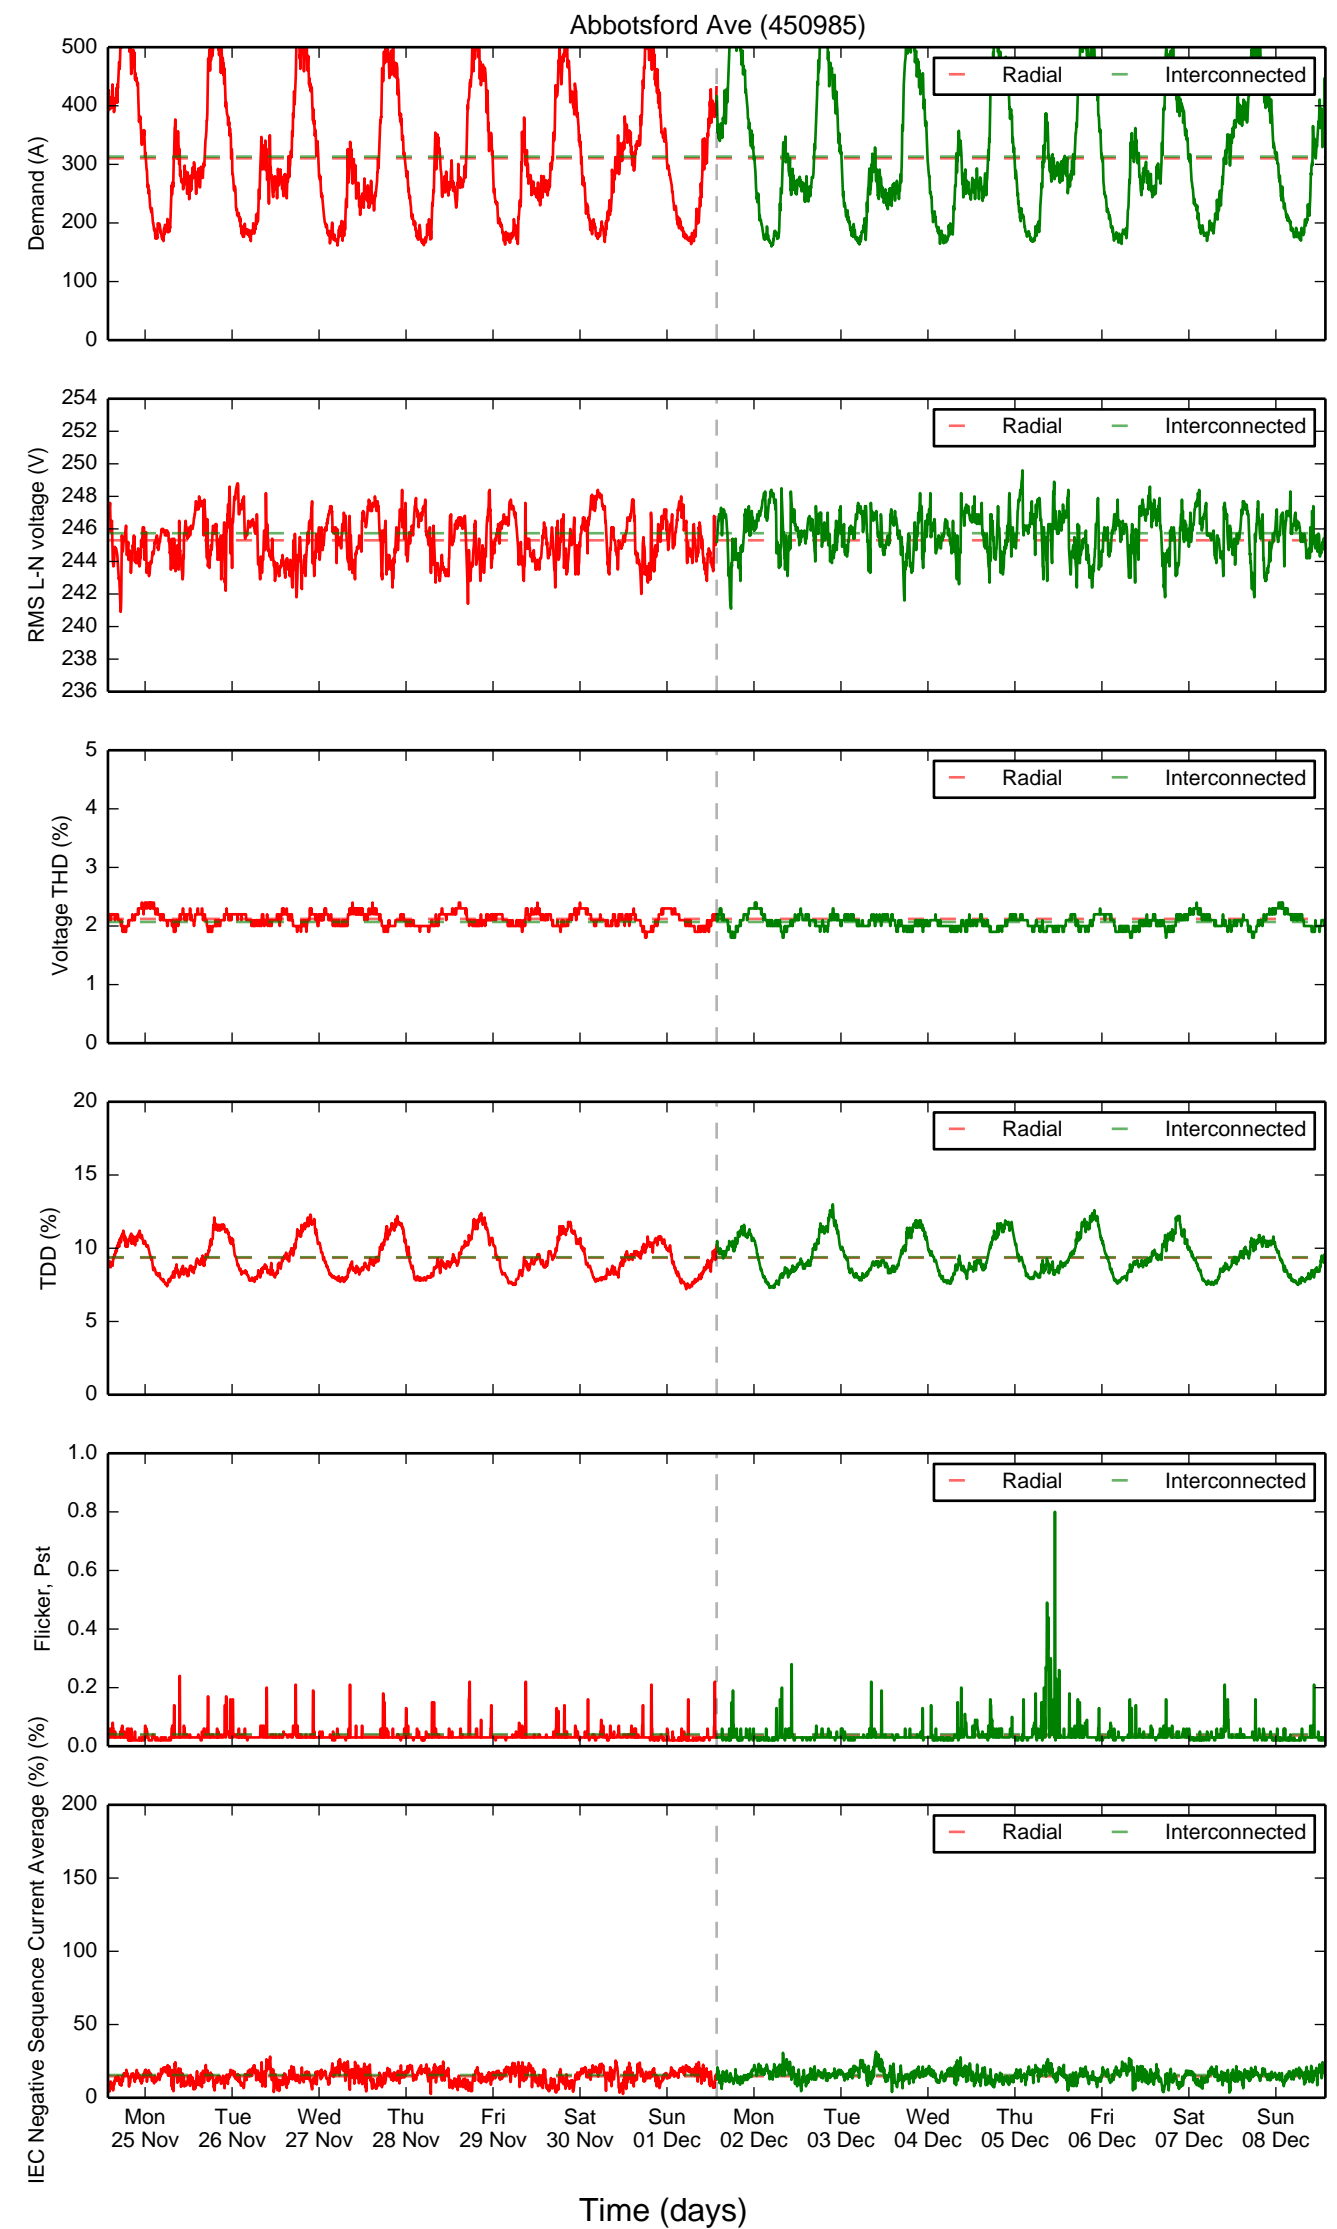 Abbotsford Ave (450985)
500
400
300
200
100
0
Demand (A)
Radial Interconnected
254
252
250
248
246
244
242
240
238
236
RMS L-N voltage (V)
Radial Interconnected
5
4
3
2
1
0
Voltage THD (%)
Radial Interconnected
20
15
10
5
0
TDD (%)
Radial Interconnected
1.0
0.8
0.6
0.4
0.2
0.0
Flicker, Pst
Radial Interconnected
200
150
100
50
0
IEC Negative Sequence Current Average (%) (%)
Radial Interconnected
Mon Tue Wed Thu Fri Sat Sun Mon Tue Wed Thu Fri Sat Sun
25 Nov 26 Nov 27 Nov 28 Nov 29 Nov 30 Nov 01 Dec 02 Dec 03 Dec 04 Dec 05 Dec 06 Dec 07 Dec 08 Dec
Time (days)